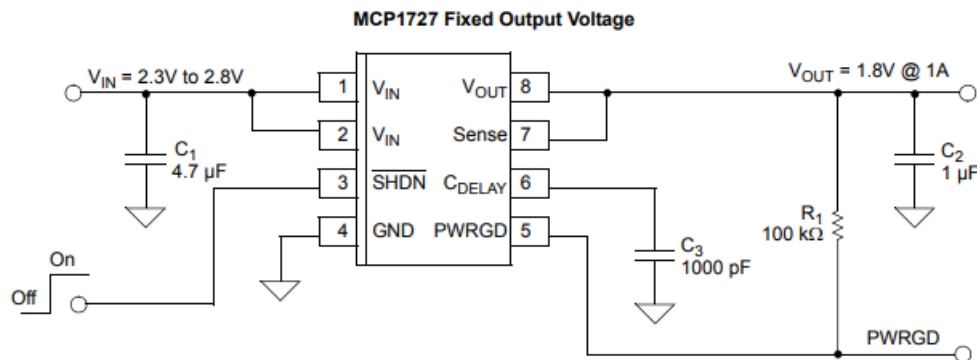 MCP1727 Fixed Output Voltage
V_IN = 2.3V to 2.8V
V_OUT = 1.8V @ 1A
1 V_IN V_OUT 8
2 V_IN Sense 7
C_1
4.7 µF
3 S̅H̅D̅N̅ C_DELAY 6
4 GND PWRGD 5
C_2
1 µF
R_1
100 kΩ
C_3
1000 pF
On
Off
PWRGD